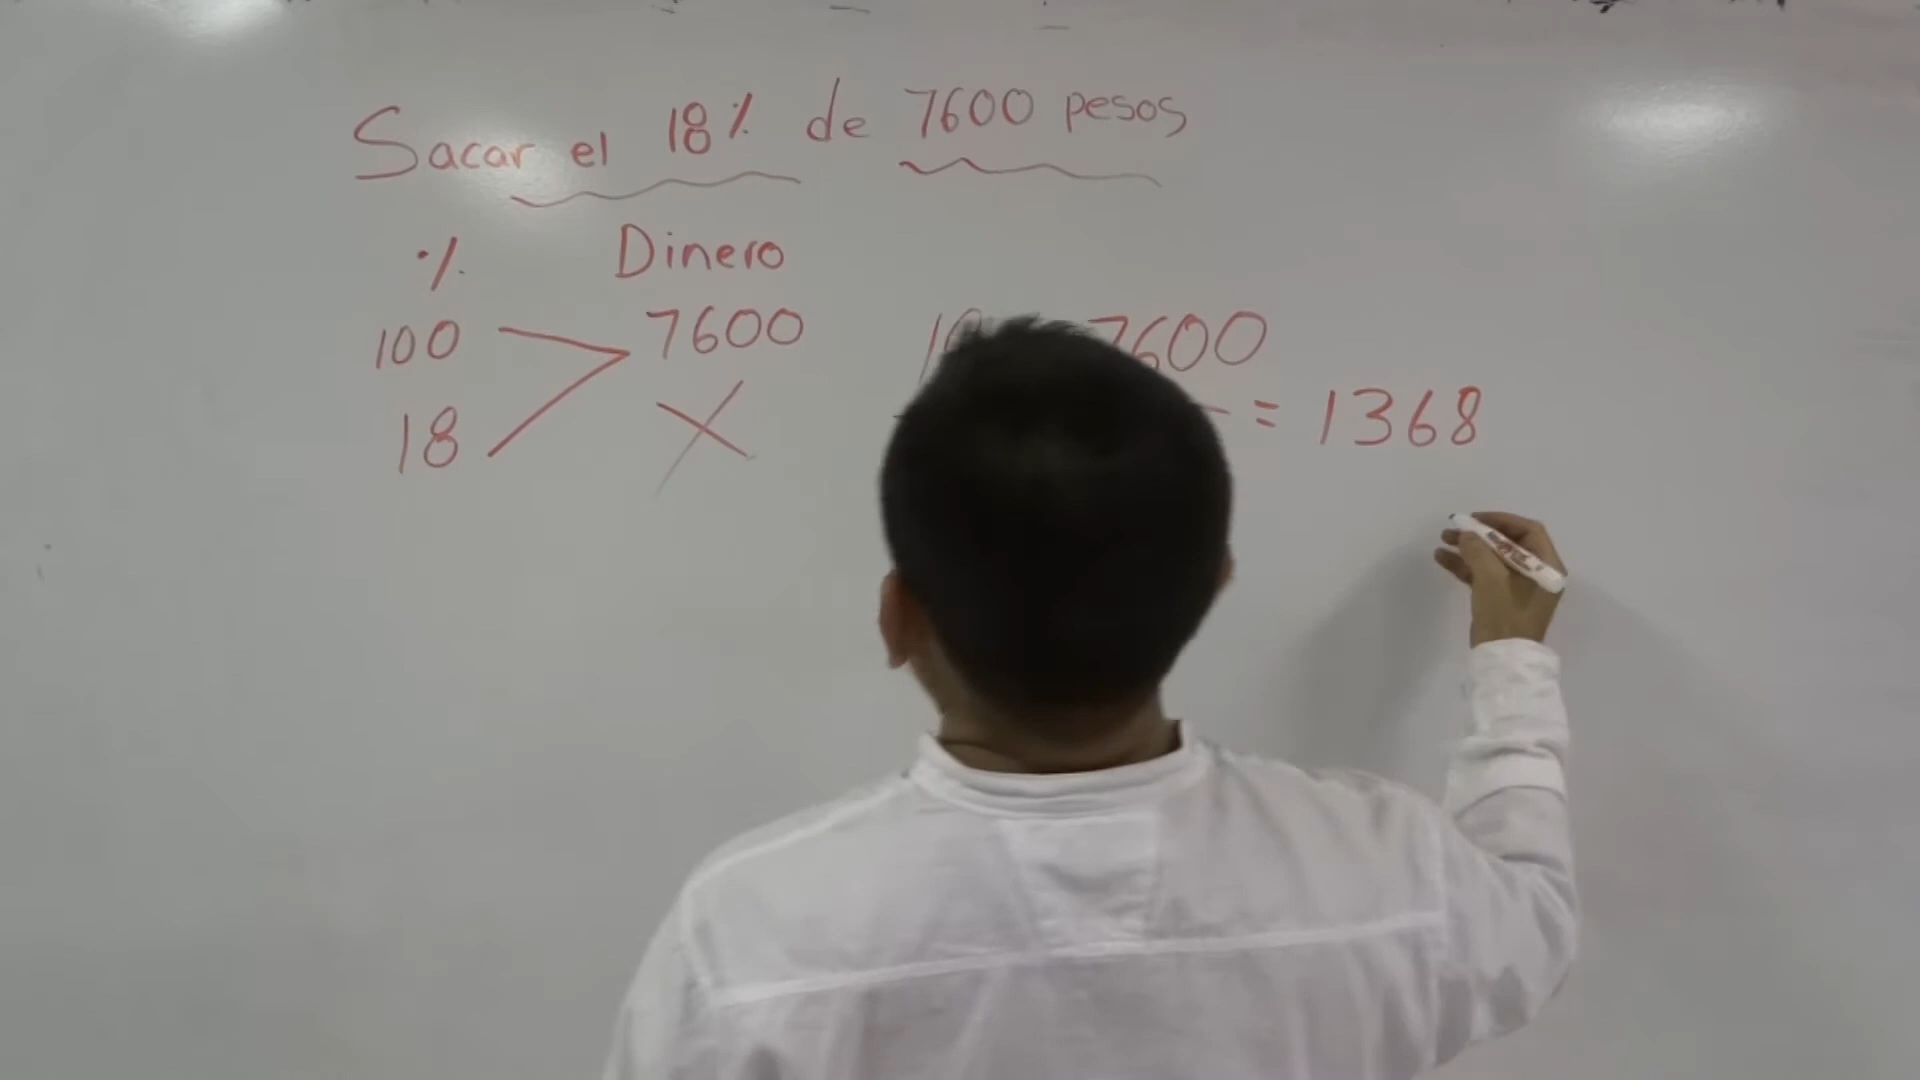 Sacar el 18% de 7600 pesos
% Dinero
100 7600
18 X
7600
= 1368